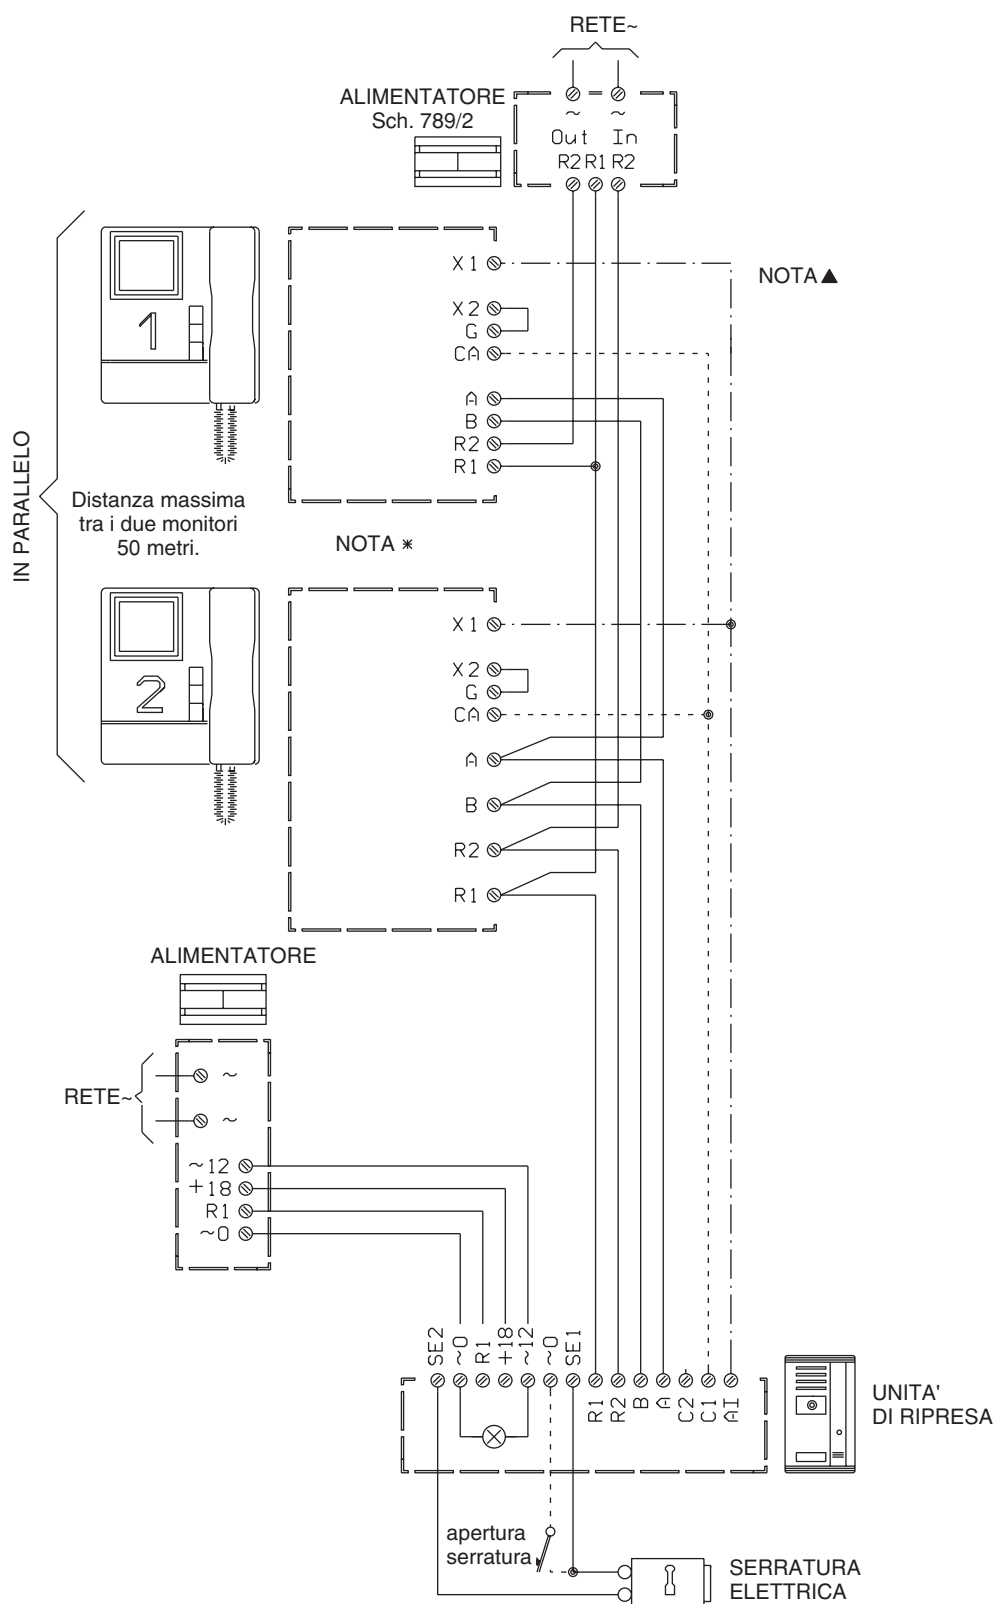 RETE~
ALIMENTATORE
Sch. 789/2
~ ~
Out In
R2 R1 R2
X1
NOTA▲
X2
G
CA
1
A
B
R2
R1
IN PARALLELO
Distanza massima
tra i due monitori
50 metri.
NOTA *
X1
X2
G
CA
2
A
B
R2
R1
ALIMENTATORE
RETE~
~
~
~12
+18
R1
~0
SE2
~0
R1
+18
~12
~0
SE1
R1
R2
B
A
C2
C1
AI
UNITA'
DI RIPRESA
apertura
serratura
SERRATURA
ELETTRICA